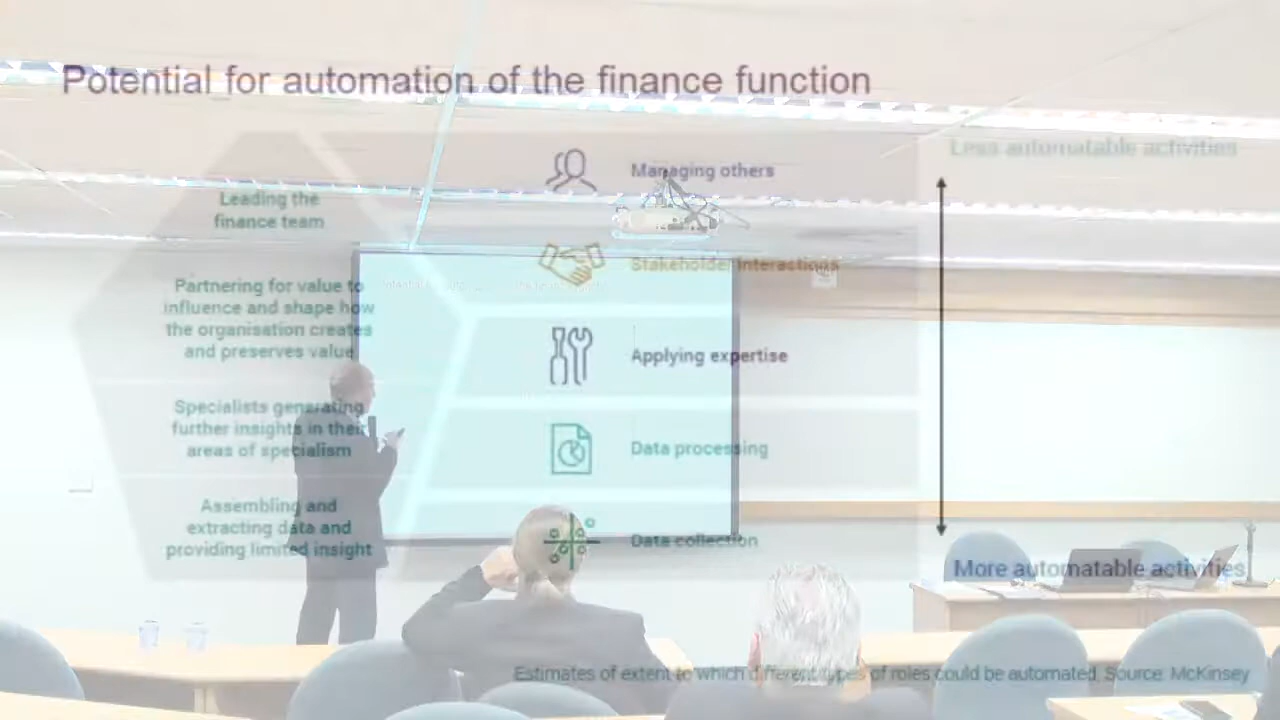 Potential for automation of the finance function
Less automatable activities
Managing others
Leading the
finance team
Stakeholder interactions
Partnering for value to
influence and shape how
the organisation creates
and preserves value
Applying expertise
Specialists generating
further insights in their
areas of specialism
Data processing
Assembling and
extracting data and
providing limited insight
Data collection
More automatable activities
Estimates of extent to which different types of roles could be automated. Source: McKinsey